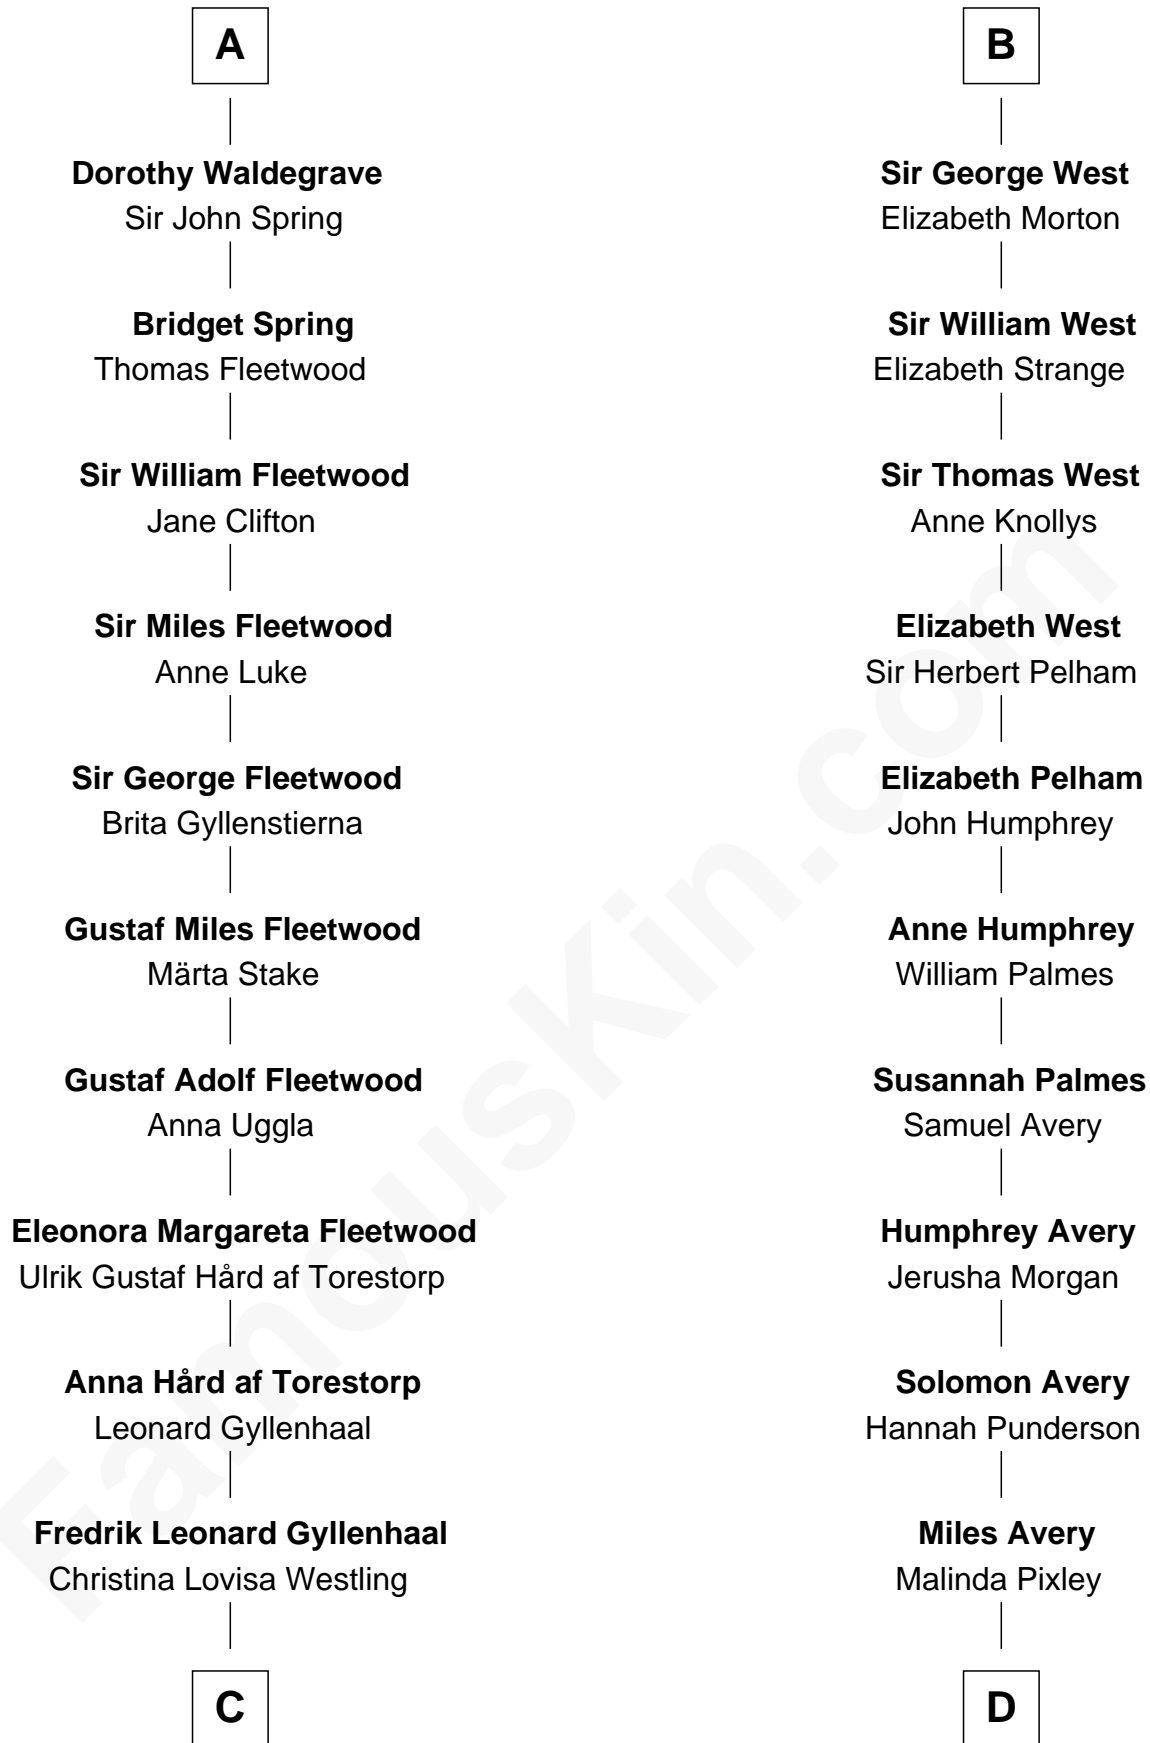 A
Dorothy Waldegrave
Sir John Spring
Bridget Spring
Thomas Fleetwood
Sir William Fleetwood
Jane Clifton
Sir Miles Fleetwood
Anne Luke
Sir George Fleetwood
Brita Gyllenstierna
Gustaf Miles Fleetwood
Märta Stake
Gustaf Adolf Fleetwood
Anna Uggla
Eleonora Margareta Fleetwood
Ulrik Gustaf Hård af Torestorp
Anna Hård af Torestorp
Leonard Gyllenhaal
Fredrik Leonard Gyllenhaal
Christina Lovisa Westling
C
B
Sir George West
Elizabeth Morton
Sir William West
Elizabeth Strange
Sir Thomas West
Anne Knollys
Elizabeth West
Sir Herbert Pelham
Elizabeth Pelham
John Humphrey
Anne Humphrey
William Palmes
Susannah Palmes
Samuel Avery
Humphrey Avery
Jerusha Morgan
Solomon Avery
Hannah Punderson
Miles Avery
Malinda Pixley
D
FamousKin.com